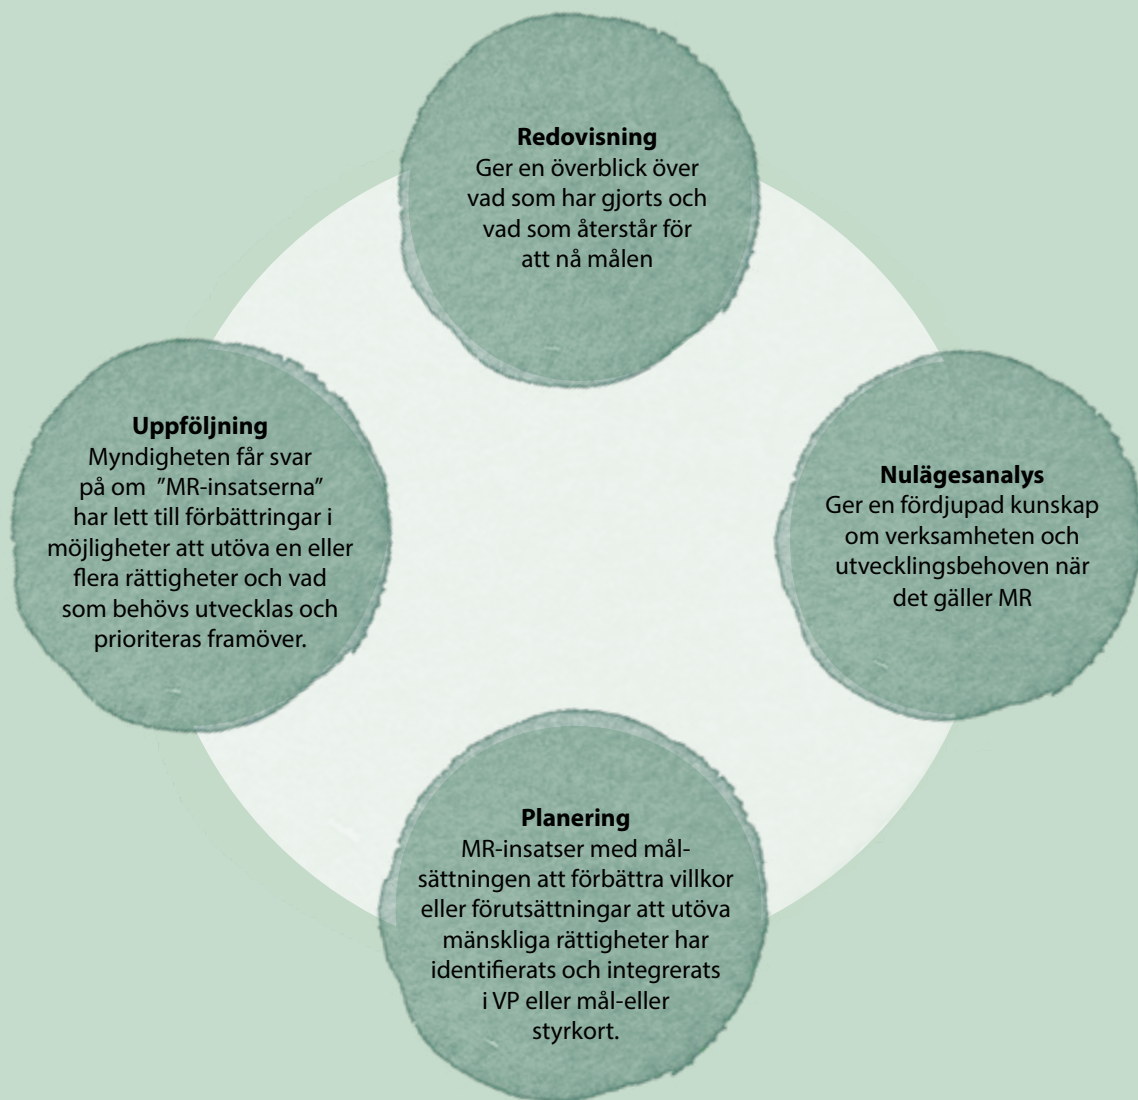 Redovisning
Ger en överblick över
vad som har gjorts och
vad som återstår för
att nå målen
Uppföljning
Myndigheten får svar
på om  ”MR-insatserna”
har lett till förbättringar i
möjligheter att utöva en eller
flera rättigheter och vad
som behövs utvecklas och
prioriteras framöver.
Nulägesanalys
Ger en fördjupad kunskap
om verksamheten och
utvecklingsbehoven när
det gäller MR
Planering
MR-insatser med mål-
sättningen att förbättra villkor
eller förutsättningar att utöva
mänskliga rättigheter har
identifierats och integrerats
i VP eller mål-eller
styrkort.